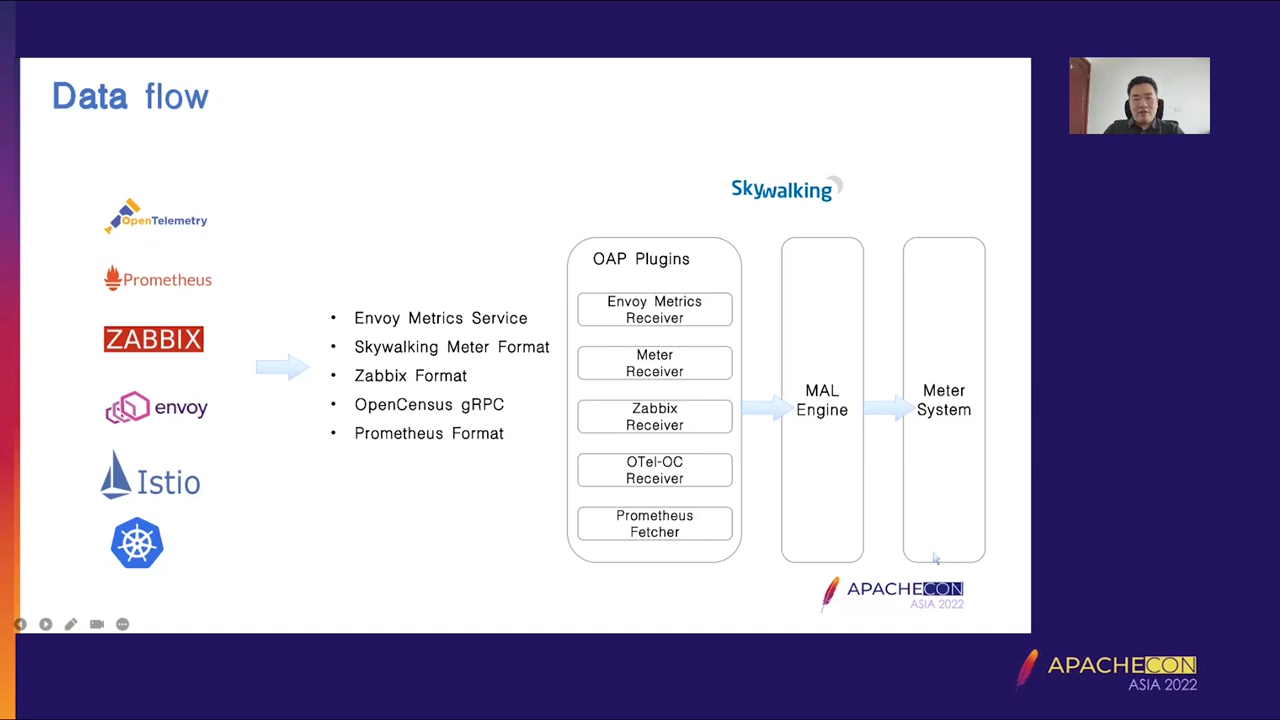 Data flow
OpenTelemetry
Prometheus
ZABBIX
envoy
Istio
• Envoy Metrics Service
• Skywalking Meter Format
• Zabbix Format
• OpenCensus gRPC
• Prometheus Format
Skywalking
OAP Plugins
Envoy Metrics
Receiver
Meter
Receiver
Zabbix
Receiver
OTel-OC
Receiver
Prometheus
Fetcher
MAL
Engine
Meter
System
APACHECON
ASIA 2022
APACHECON
ASIA 2022